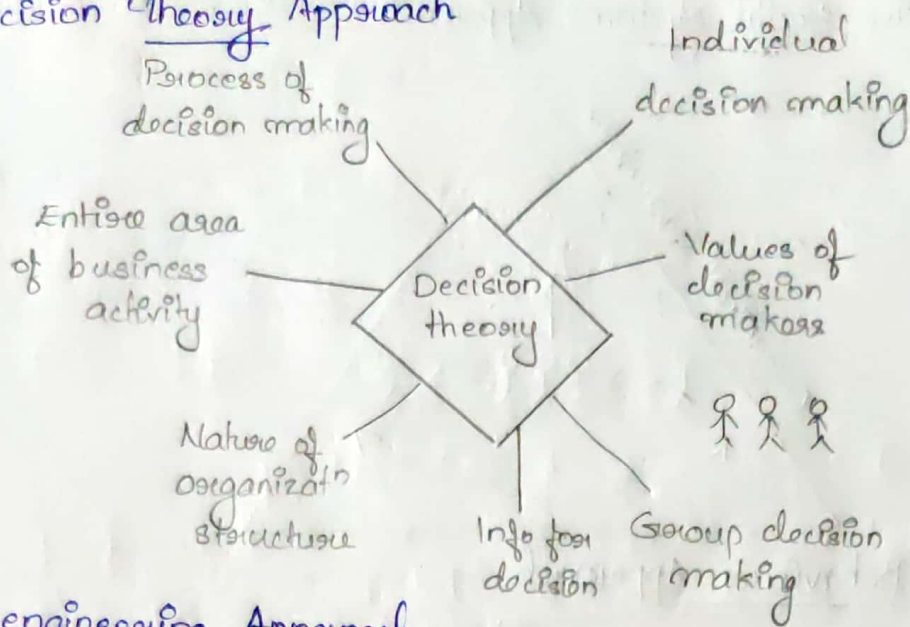 cision Theory Approach
Process of
decision making
Individual
decision making
Entire area
of business
activity
Decision
theory
Values of
decision
makers
Nature of
organizatn
structure
Info for
decision
Group decision
making
engineering